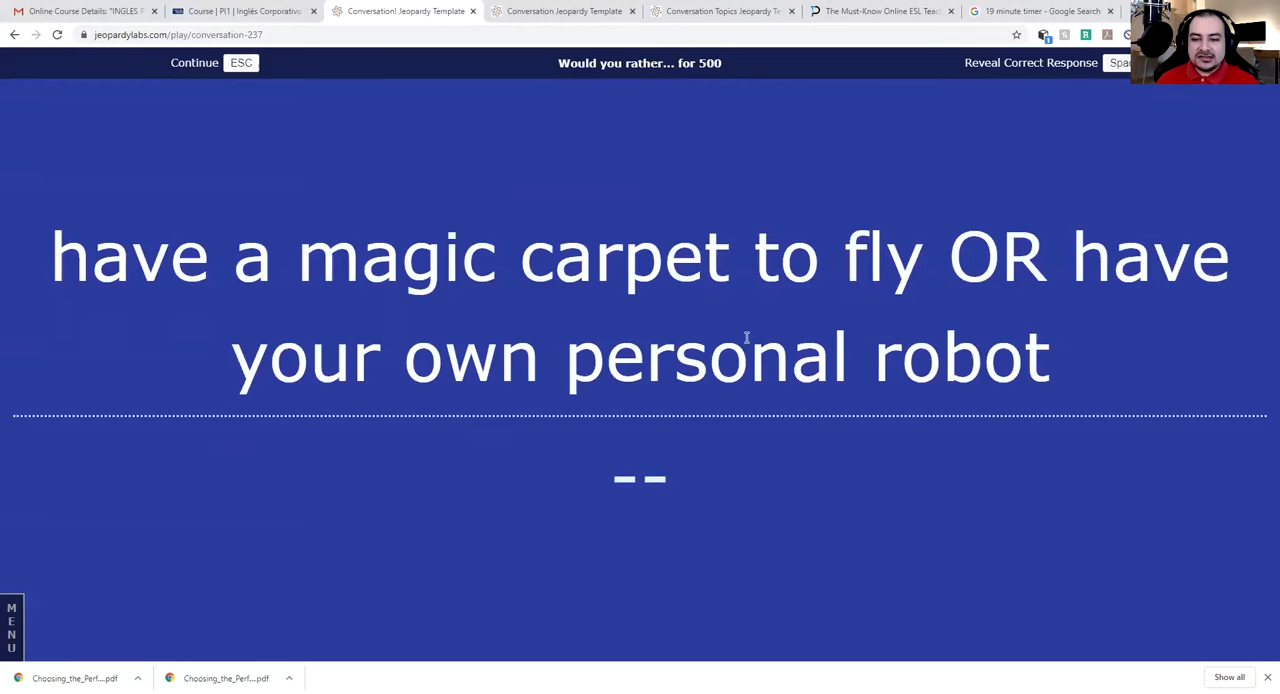 Online Course Details: "INGLES P
Course | PI1 | Inglés Corporativo
Conversation! Jeopardy Template
Conversation Jeopardy Template
Conversation Topics Jeopardy Te
The Must-Know Online ESL Teac
19 minute timer - Google Search
jeopardylabs.com/play/conversation-237
Continue ESC
Would you rather... for 500
Reveal Correct Response Spac
have a magic carpet to fly OR have
your own personal robot
--
MENU
Choosing_the_Perf....pdf
Choosing_the_Perf....pdf
Show all